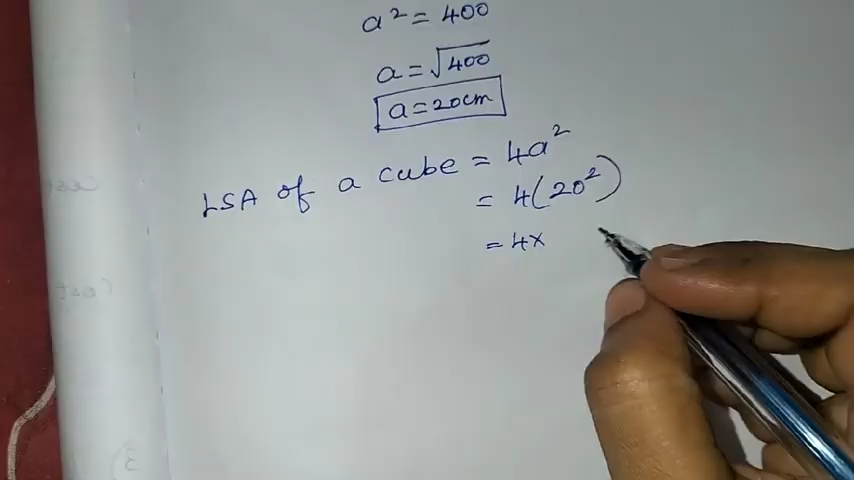 a² = 400
a = √400
a = 20cm
LSA of a cube = 4a²
= 4(20²)
= 4×